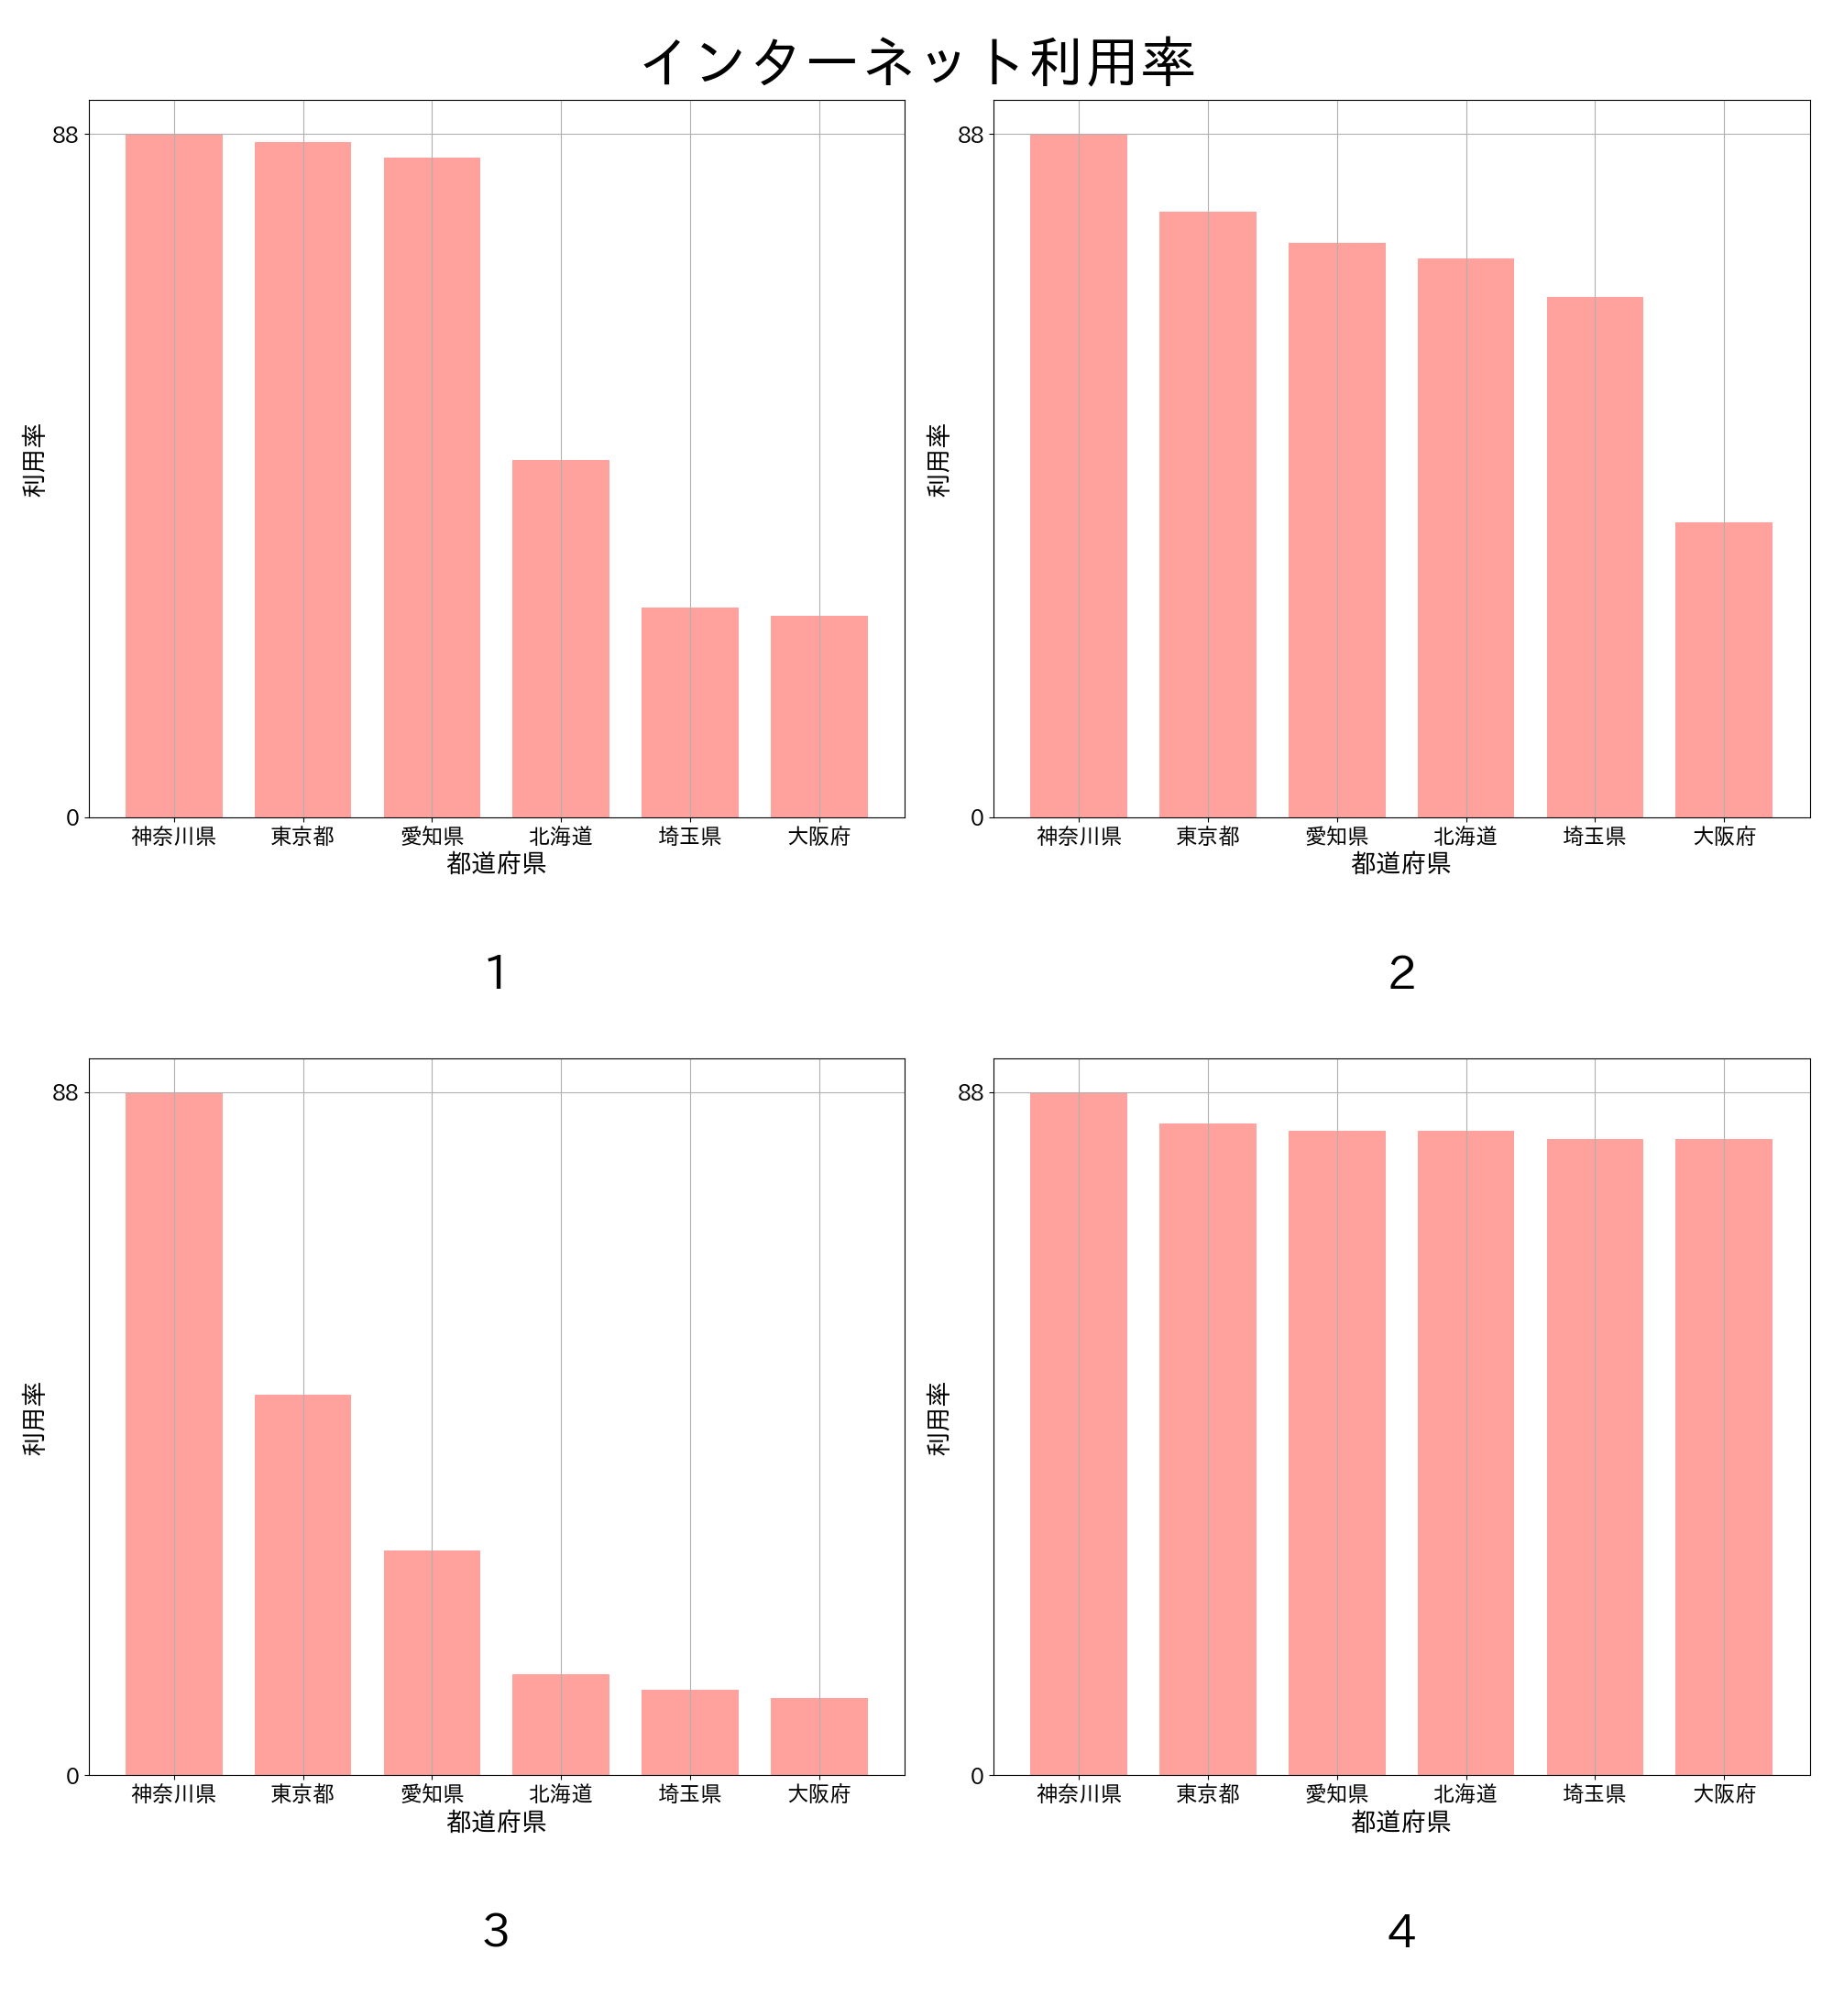 インターネット利用率
88
0
利用率
神奈川県 東京都 愛知県 北海道 埼玉県 大阪府
都道府県
1
88
0
利用率
神奈川県 東京都 愛知県 北海道 埼玉県 大阪府
都道府県
2
88
0
利用率
神奈川県 東京都 愛知県 北海道 埼玉県 大阪府
都道府県
3
88
0
利用率
神奈川県 東京都 愛知県 北海道 埼玉県 大阪府
都道府県
4